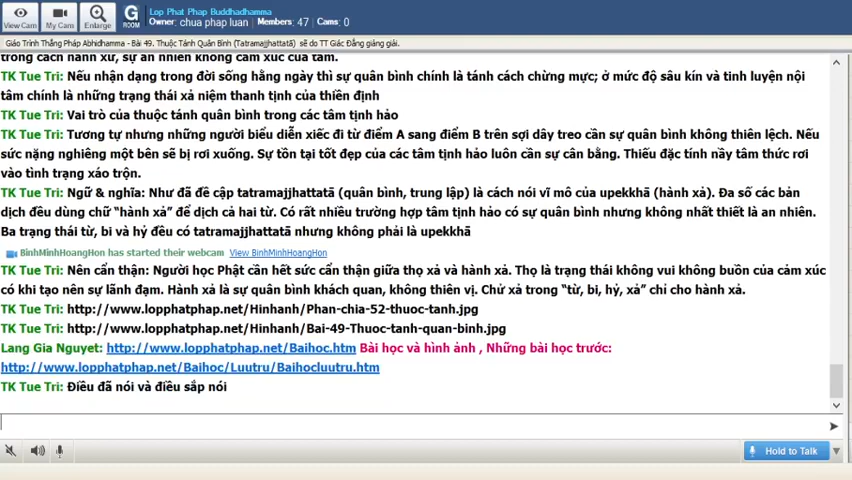 Lop Phat Phap Buddhadhamma
Owner: chua phap luan , Members: 47 , Cams: 0
View Cam
My Cam
Enlarge
G
ROOM
Giáo Trình Thắng Pháp Abhidhamma - Bài 49. Thuộc Tánh Quân Bình (Tatramajjhattatā) sẽ do TT Giác Đẳng giảng giải.
trong cách hành xử, sự an nhiên không cảm xúc của tâm.
TK Tue Tri: Nếu nhận dạng trong đời sống hằng ngày thì sự quân bình chính là tánh cách chừng mực; ở mức độ sâu kín và tinh luyện nội
tâm chính là những trạng thái xả niệm thanh tịnh của thiền định
TK Tue Tri: Vai trò của thuộc tánh quân bình trong các tâm tịnh hảo
TK Tue Tri: Tương tự nhưng những người biểu diễn xiếc đi từ điểm A sang điểm B trên sợi dây treo cần sự quân bình không thiên lệch. Nếu
sức nặng nghiêng một bên sẽ bị rơi xuống. Sự tồn tại tốt đẹp của các tâm tịnh hảo luôn cần sự cân bằng. Thiếu đặc tính nầy tâm thức rơi
vào tình trạng xáo trộn.
TK Tue Tri: Ngữ & nghĩa: Như đã đề cập tatramajjhattatā (quân bình, trung lập) là cách nói vĩ mô của upekkhā (hành xả). Đa số các bản
dịch đều dùng chữ “hành xả” để dịch cả hai từ. Có rất nhiều trường hợp tâm tịnh hảo có sự quân bình nhưng không nhất thiết là an nhiên.
Ba trạng thái từ, bi và hỷ đều có tatramajjhattatā nhưng không phải là upekkhā
BinhMinhHoangHon has started their webcam View BinhMinhHoangHon
TK Tue Tri: Nên cẩn thận: Người học Phật cần hết sức cẩn thận giữa thọ xả và hành xả. Thọ là trạng thái không vui không buồn của cảm xúc
có khi tạo nên sự lãnh đạm. Hành xả là sự quân bình khách quan, không thiên vị. Chử xả trong “từ, bi, hỷ, xả” chỉ cho hành xả.
TK Tue Tri: http://www.lopphatphap.net/Hinhanh/Phan-chia-52-thuoc-tanh.jpg
TK Tue Tri: http://www.lopphatphap.net/Hinhanh/Bai-49-Thuoc-tanh-quan-binh.jpg
Lang Gia Nguyet: http://www.lopphatphap.net/Baihoc.htm Bài học và hình ảnh , Những bài học trước:
http://www.lopphatphap.net/Baihoc/Luutru/Baihocluutru.htm
TK Tue Tri: Điều đã nói và điều sắp nói
Hold to Talk